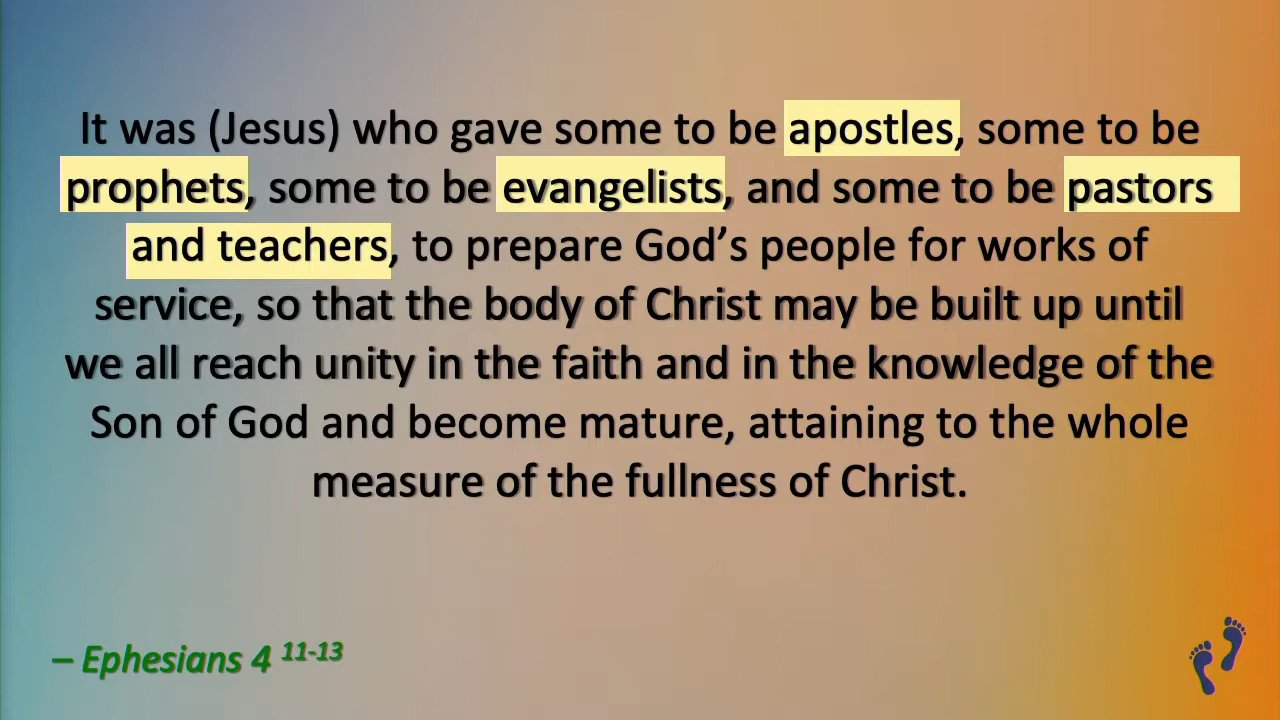 It was (Jesus) who gave some to be apostles, some to be
prophets, some to be evangelists, and some to be pastors
and teachers, to prepare God’s people for works of
service, so that the body of Christ may be built up until
we all reach unity in the faith and in the knowledge of the
Son of God and become mature, attaining to the whole
measure of the fullness of Christ.
– Ephesians 4 11-13